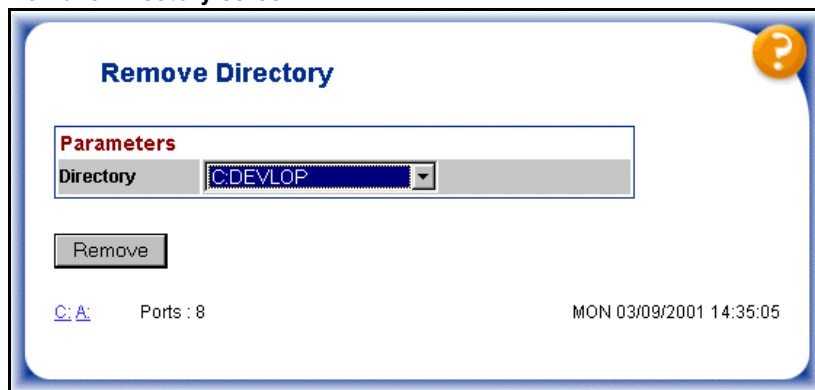 Remove Directory
Parameters
Directory C:DEVLOP
Remove
C: A: Ports : 8 MON 03/09/2001 14:35:05